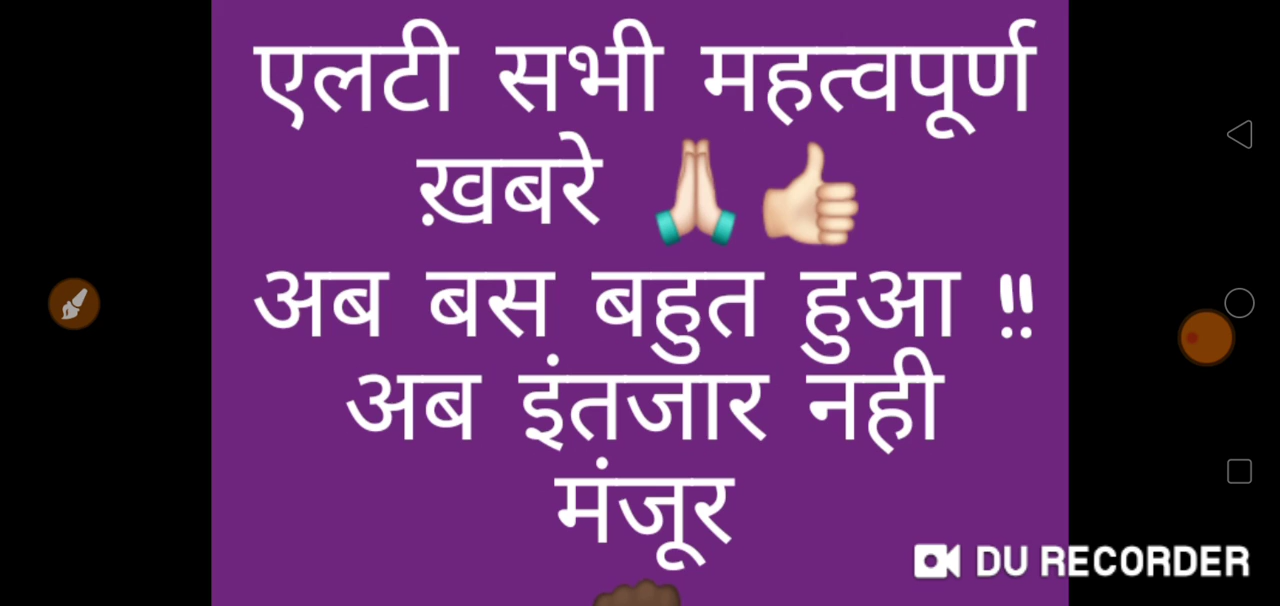 एलटी सभी महत्वपूर्ण
ख़बरे 🙏🏻👍🏻
अब बस बहुत हुआ !!
अब इंतजार नही
मंजूर
DU RECORDER